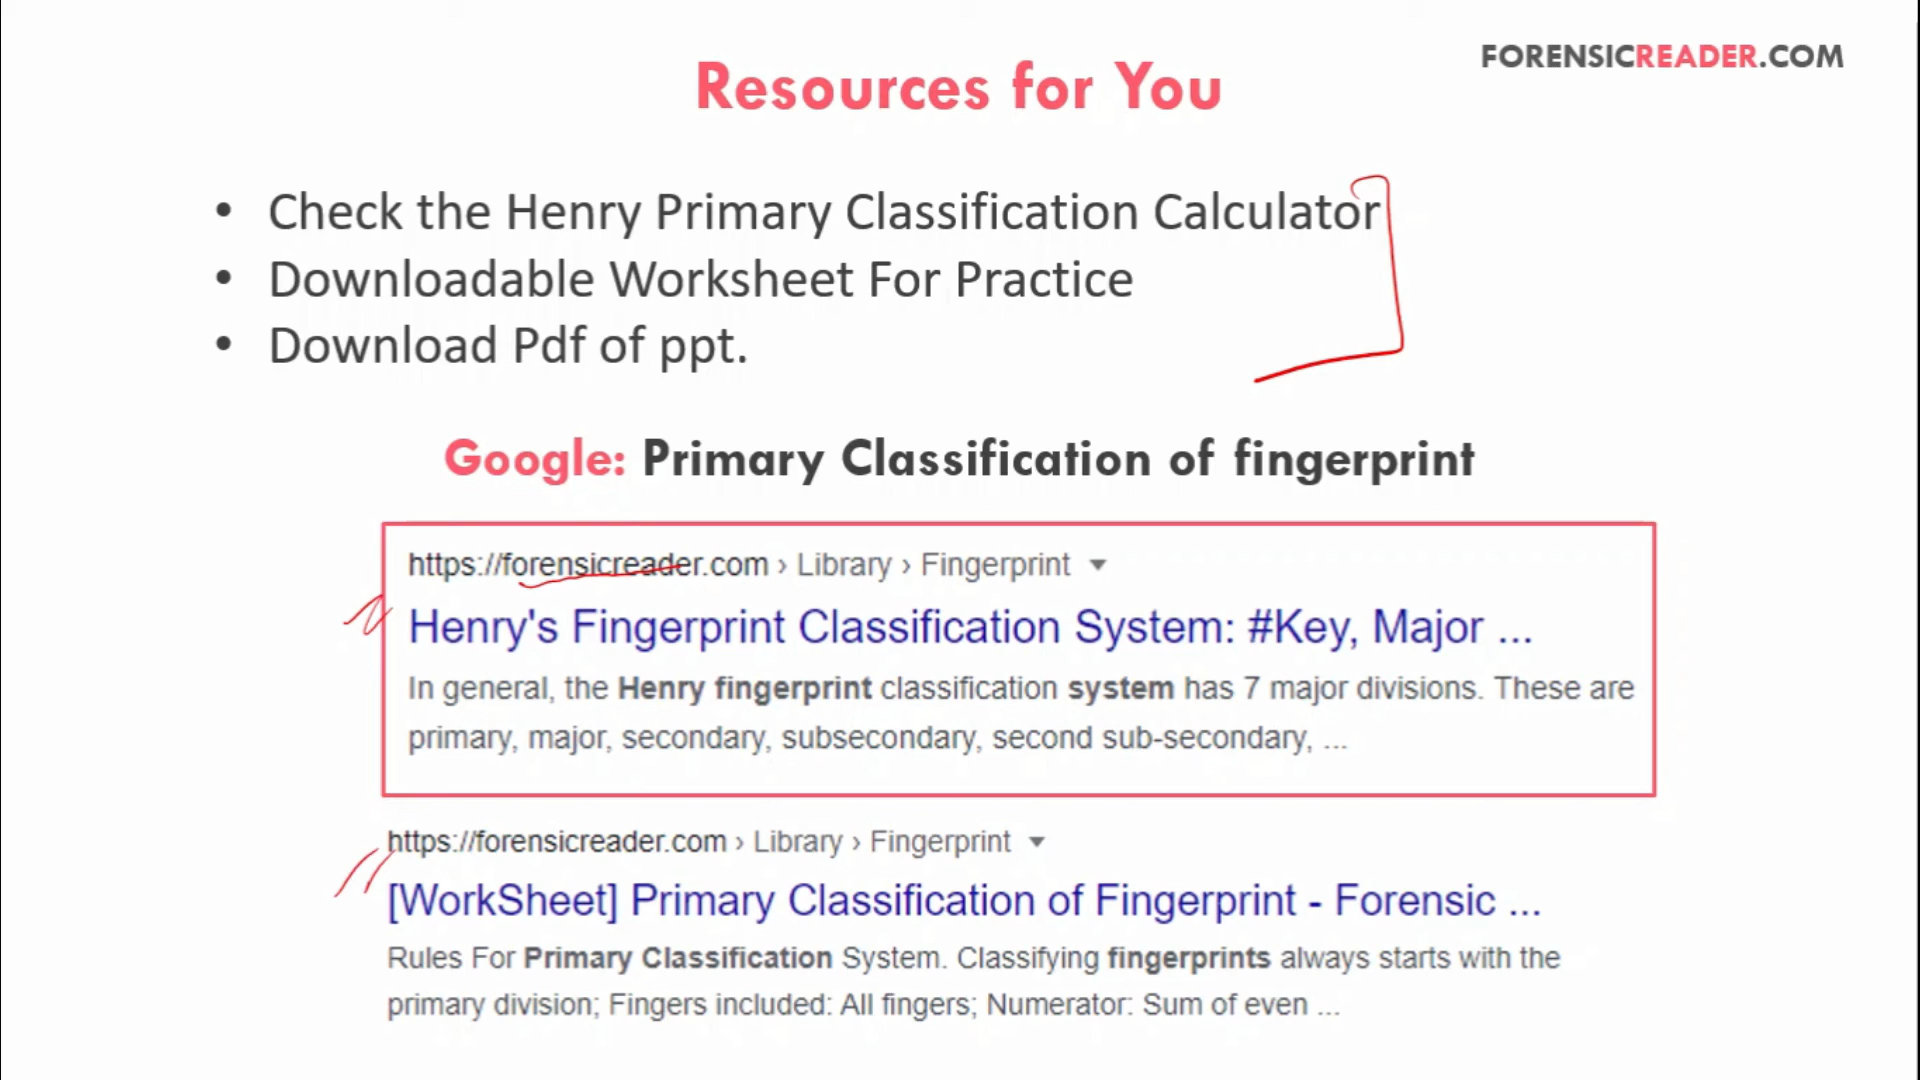 FORENSICREADER.COM
Resources for You
• Check the Henry Primary Classification Calculator
• Downloadable Worksheet For Practice
• Download Pdf of ppt.
Google: Primary Classification of fingerprint
https://forensicreader.com › Library › Fingerprint
Henry's Fingerprint Classification System: #Key, Major ...
In general, the Henry fingerprint classification system has 7 major divisions. These are
primary, major, secondary, subsecondary, second sub-secondary, ...
https://forensicreader.com › Library › Fingerprint
[WorkSheet] Primary Classification of Fingerprint - Forensic ...
Rules For Primary Classification System. Classifying fingerprints always starts with the
primary division; Fingers included: All fingers; Numerator: Sum of even ...